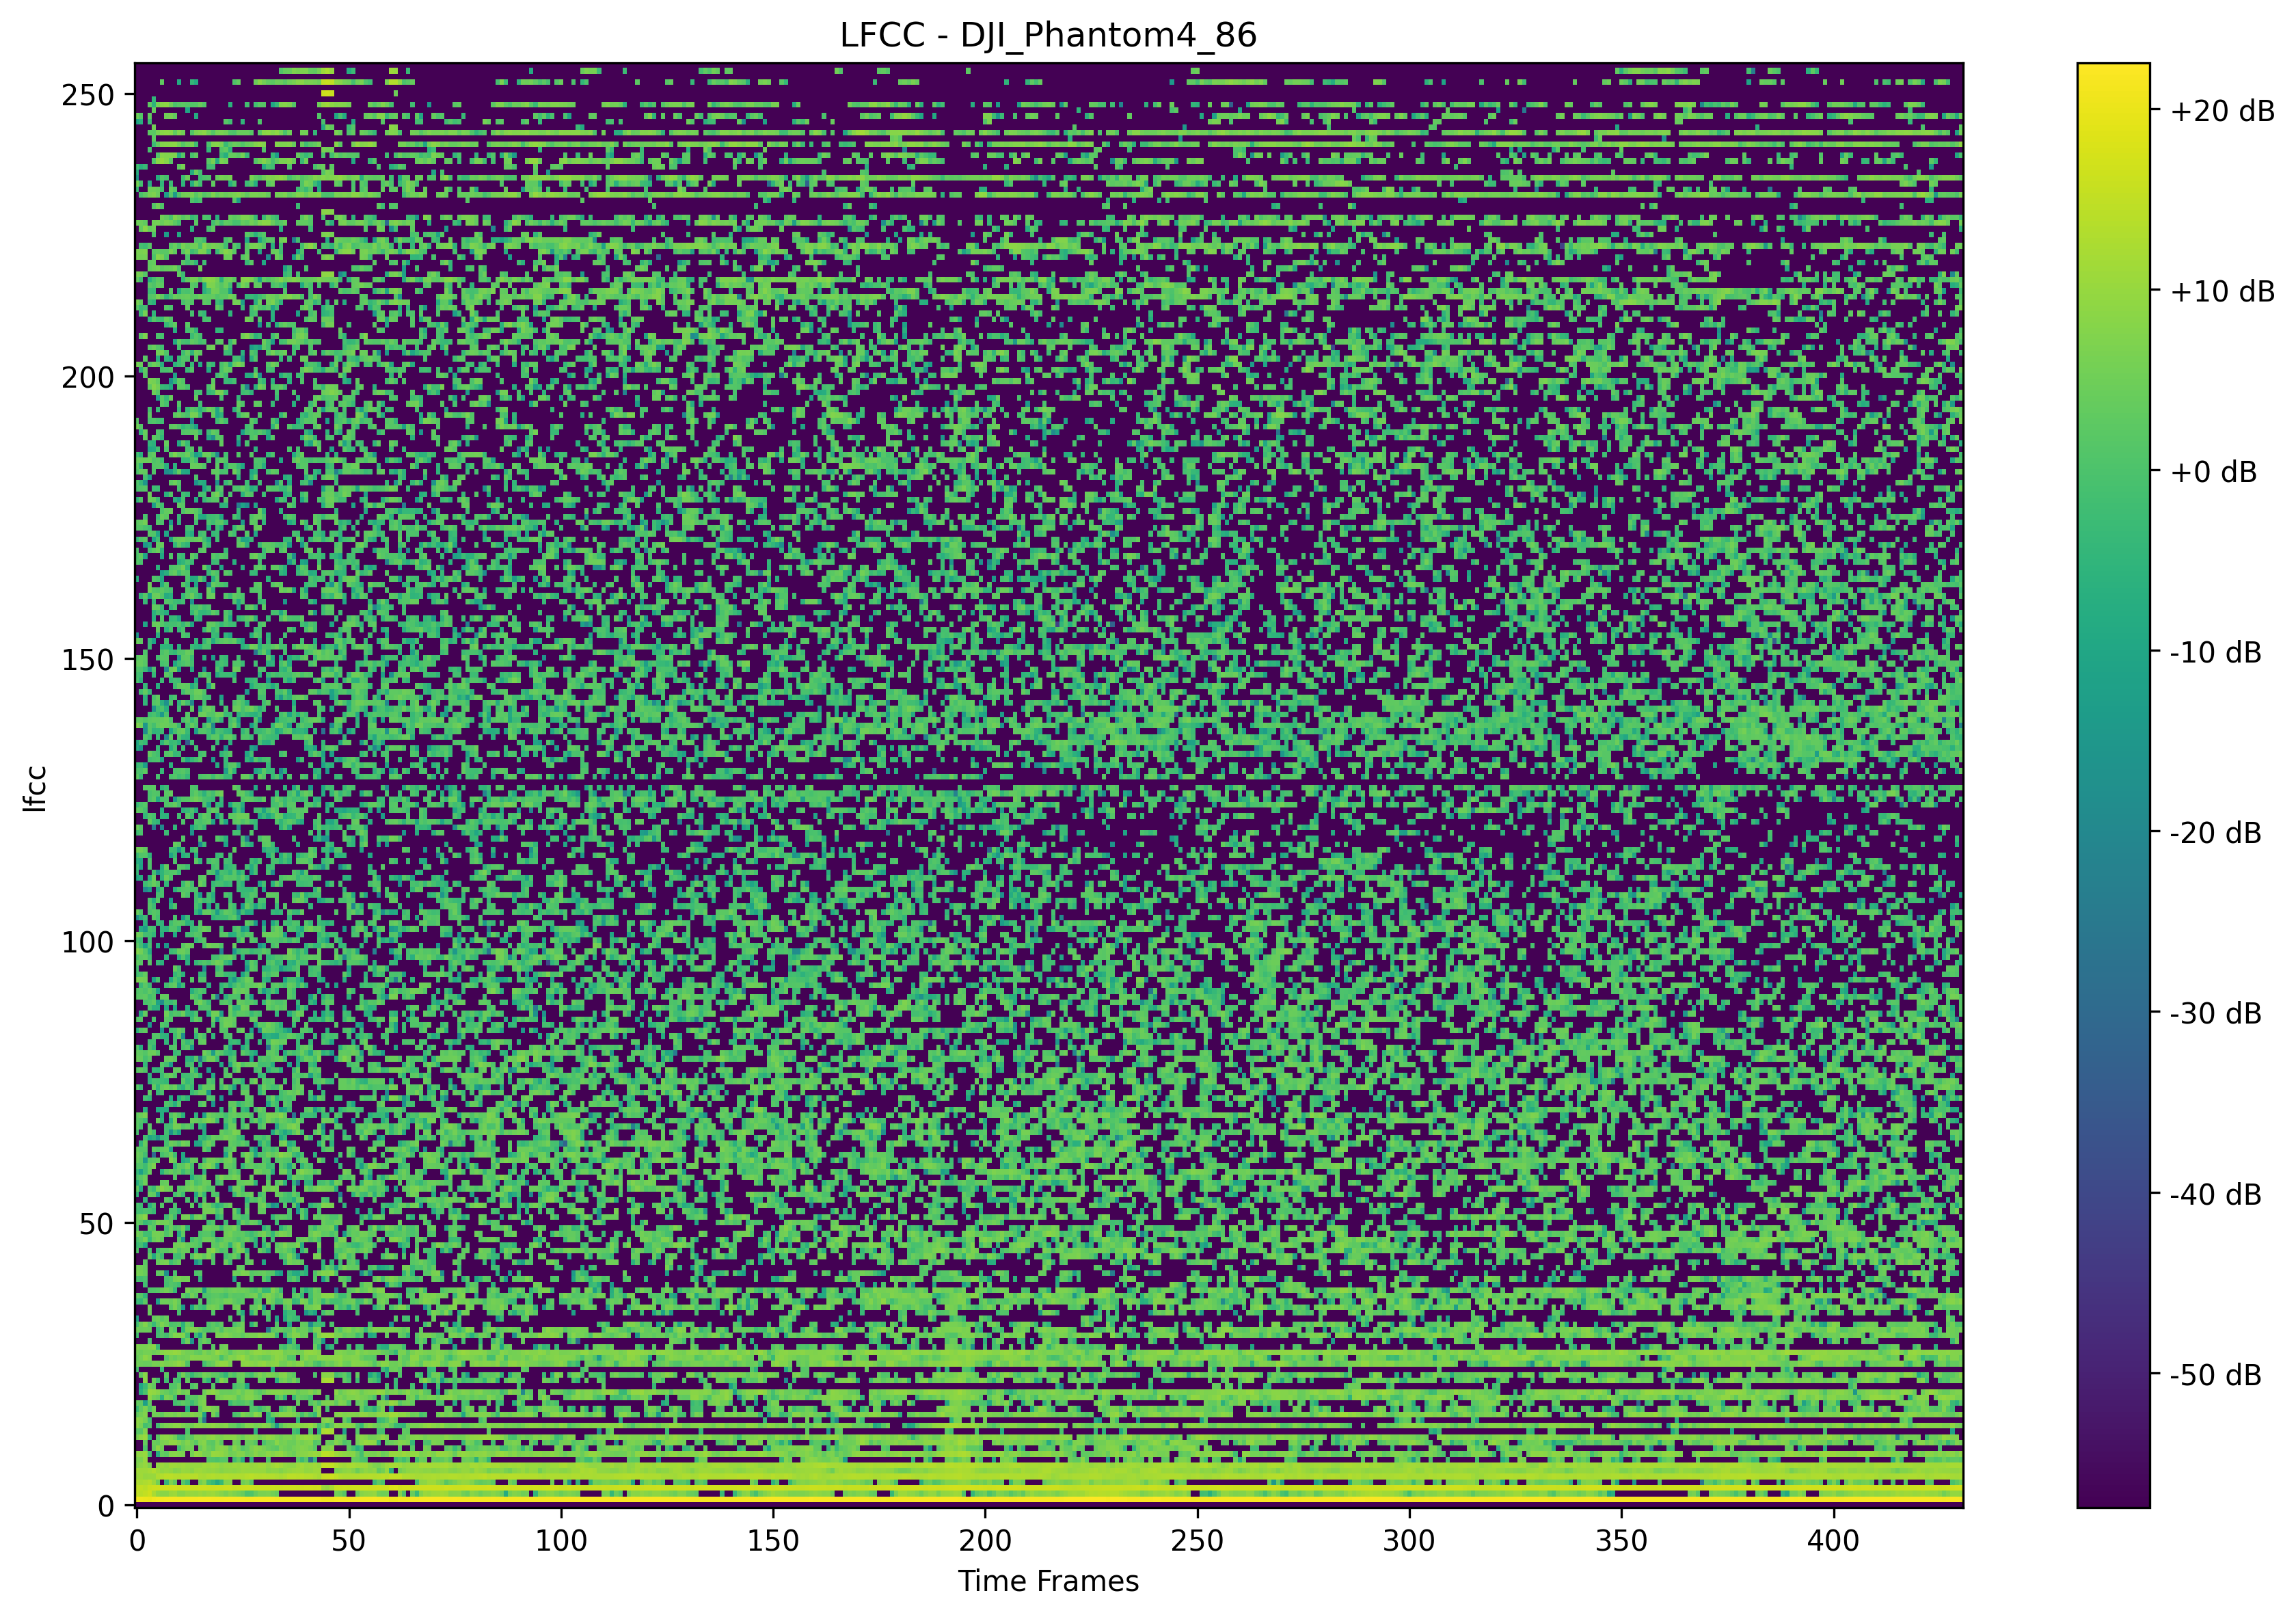 LFCC - DJI_Phantom4_86
250
200
150
100
50
0
lfcc
0 50 100 150 200 250 300 350 400
Time Frames
+20 dB
+10 dB
+0 dB
-10 dB
-20 dB
-30 dB
-40 dB
-50 dB